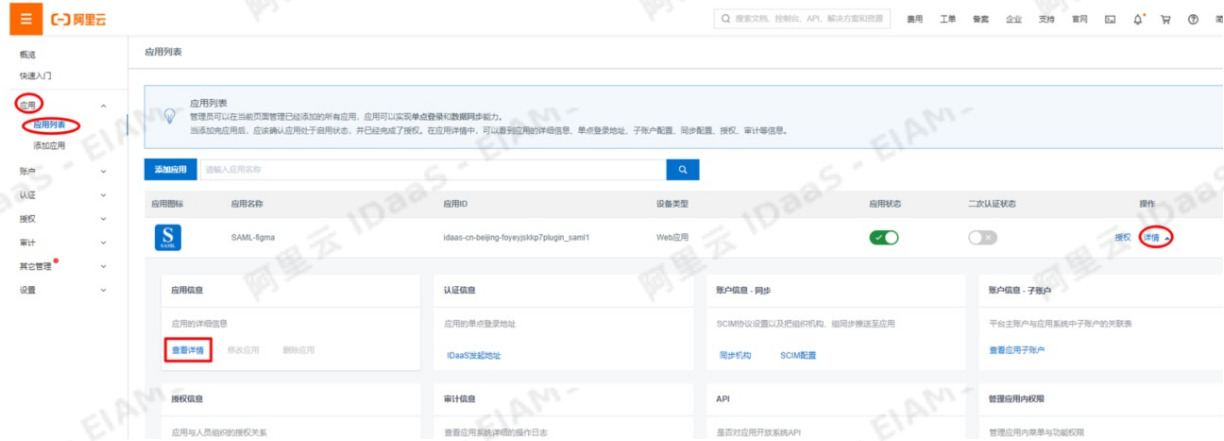 阿里云
搜索文档、控制台、API、解决方案和资源
费用 工单 备案 企业 支持 官网
概览
快速入门
应用
应用列表
添加应用
账户
认证
授权
审计
其它管理
设置
应用列表
应用列表
管理员可以在当前页面管理已经添加的所有应用，应用可以实现单点登录和数据同步能力。
当添加完应用后，应该确认应用处于启用状态，并已经完成了授权。在应用详情中，可以看到应用的详细信息、单点登录地址、子账户配置、同步配置、授权、审计等信息。
添加应用 请输入应用名称
应用图标 应用名称 应用ID 设备类型 应用状态 二次认证状态 操作
S SAML SAML-figma idaas-cn-beijing-foyeyjskkp7plugin_saml1 Web应用 授权 详情
应用信息 认证信息 账户信息 - 同步 账户信息 - 子账户
应用的详细信息 应用的单点登录地址 SCIM协议设置以及把组织机构、组同步推送至应用 平台主账户与应用系统中子账户的关联表
查看详情 修改应用 删除应用 IDaaS发起地址 同步机构 SCIM配置 查看应用子账户
授权信息 审计信息 API 管理应用内权限
应用与人员组织的授权关系 查看应用系统详细的操作日志 是否对应用开放系统API 管理应用内菜单与功能权限
阿里云 IDaaS - EIAM -